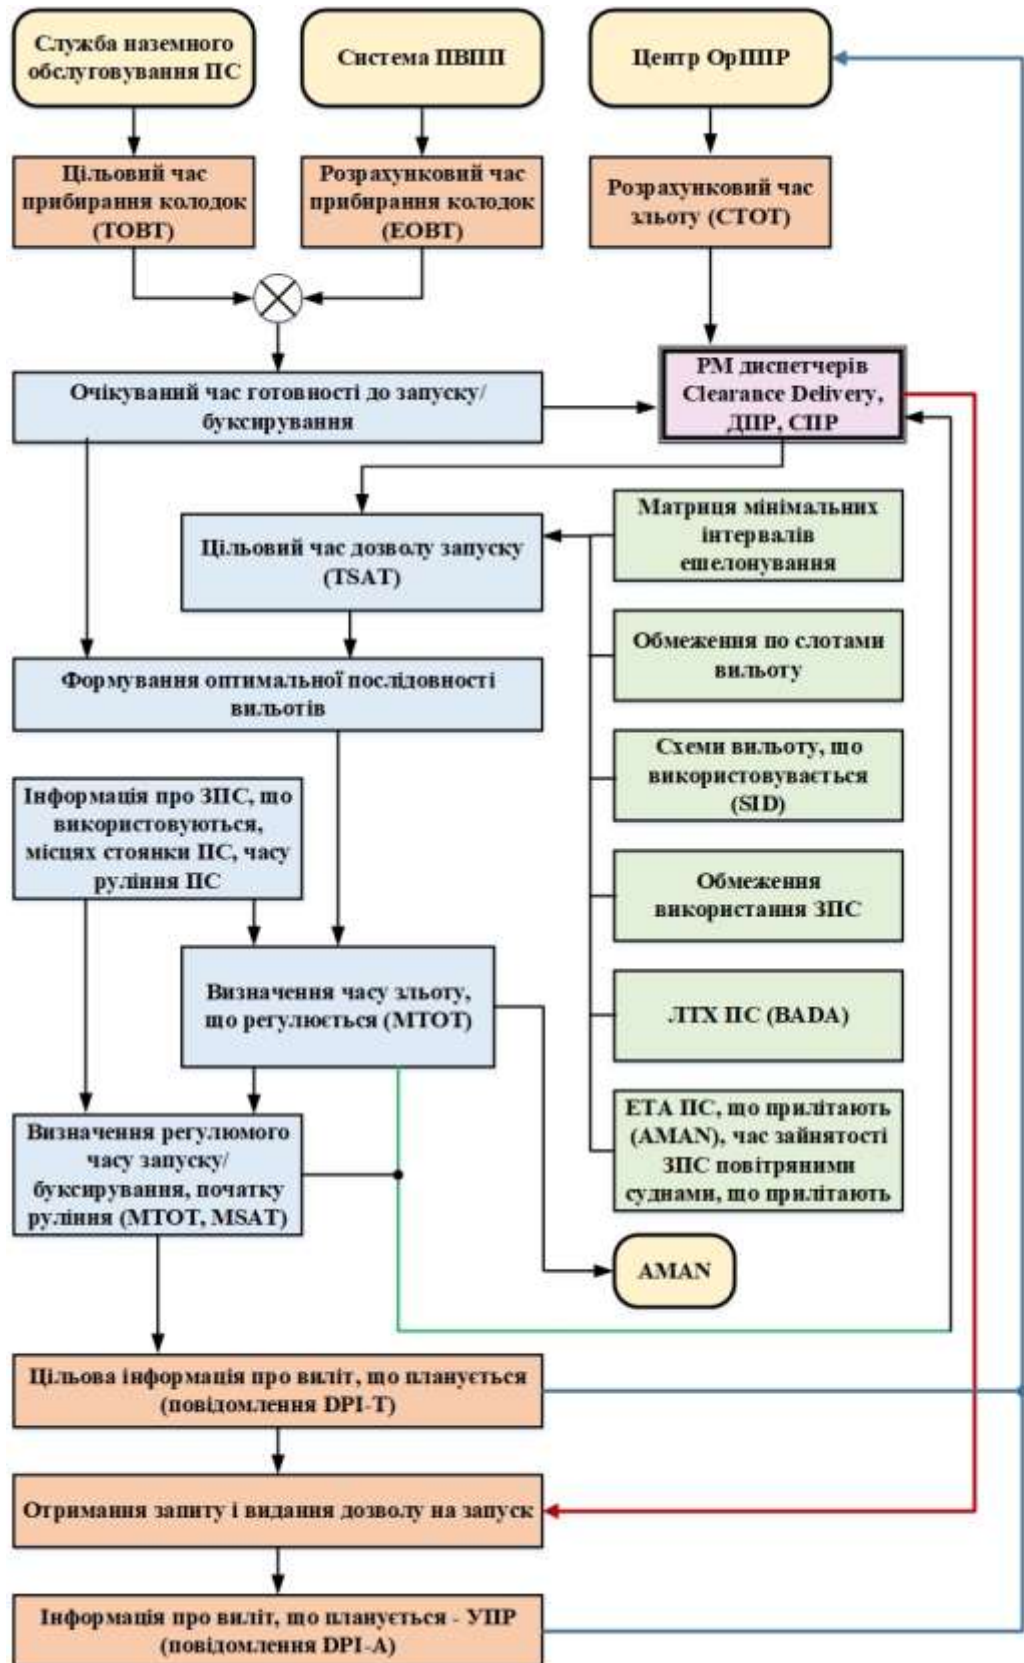 Служба наземного
обслуговування ПС
Система ПВПП
Центр ОрППР
Цільовий час
прибирання колодок
(TOBT)
Розрахунковий час
прибирання колодок
(EOBT)
Розрахунковий час
зльоту (CTOT)
РМ диспетчерів
Clearance Delivery,
ДПР, СПР
Очікуваний час готовності до запуску/
буксирування
Матриця мінімальних
інтервалів
ешелонування
Цільовий час дозволу запуску
(TSAT)
Обмеження по слотами
вильоту
Формування оптимальної послідовності
вильотів
Схеми вильоту, що
використовувається
(SID)
Інформація про ЗПС, що
використовуються,
місцях стоянки ПС, часу
руління ПС
Обмеження
використання ЗПС
Визначення часу зльоту,
що регулюється (MTOT)
ЛТХ ПС (BADA)
ETA ПС, що прилітають
(AMAN), час зайнятості
ЗПС повітряними
суднами, що прилітають
Визначення регулюмого
часу запуску/
буксирування, початку
руління (MTOT, MSAT)
AMAN
Цільова інформація про виліт, що планується
(повідомлення DPI-T)
Отримання запиту і видання дозволу на запуск
Інформація про виліт, що планується - УПР
(повідомлення DPI-A)